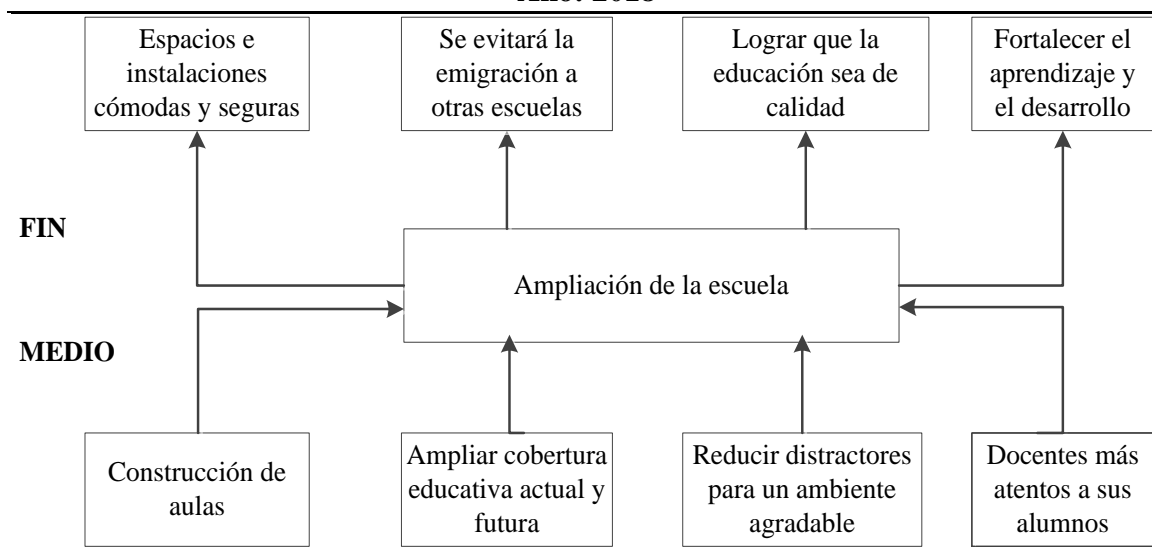 Espacios e
instalaciones
cómodas y seguras
Se evitará la
emigración a
otras escuelas
Lograr que la
educación sea de
calidad
Fortalecer el
aprendizaje y
el desarrollo
FIN
Ampliación de la escuela
MEDIO
Construcción de
aulas
Ampliar cobertura
educativa actual y
futura
Reducir distractores
para un ambiente
agradable
Docentes más
atentos a sus
alumnos